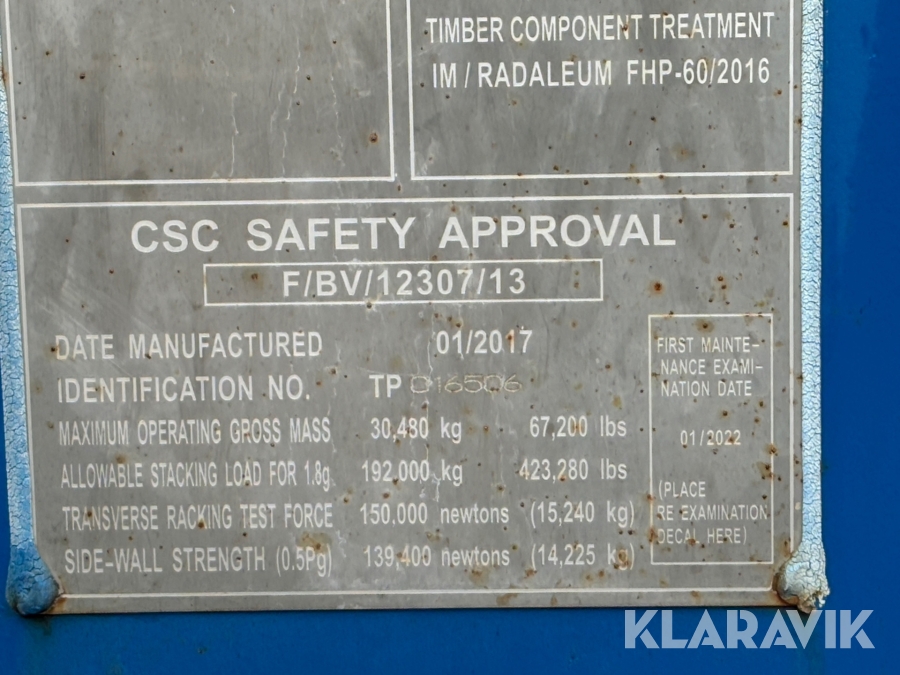 TIMBER COMPONENT TREATMENT
IM / RADALEUM FHP-60/2016
CSC SAFETY APPROVAL
F/BV/12307/13
DATE MANUFACTURED 01/2017
IDENTIFICATION NO. TP 016506
MAXIMUM OPERATING GROSS MASS 30,480 kg 67,200 lbs
ALLOWABLE STACKING LOAD FOR 1.8g 192,000 kg 423,280 lbs
TRANSVERSE RACKING TEST FORCE 150,000 newtons (15,240 kg)
SIDE-WALL STRENGTH (0.5Pg) 139,400 newtons (14,225 kg)
FIRST MAINTE-
NANCE EXAMI-
NATION DATE
01/2022
(PLACE
RE EXAMINATION
DECAL HERE)
KLARAVIK